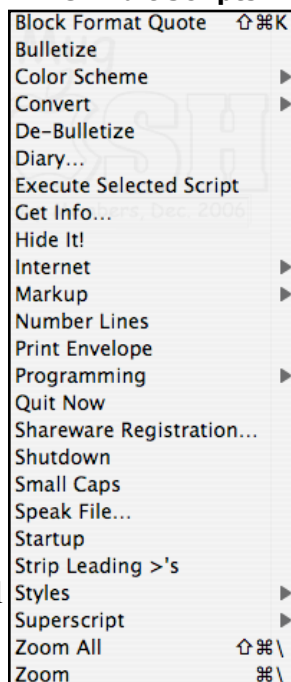 Block Format Quote ⇧⌘K
Bulletize
Color Scheme ▶
Convert ▶
De-Bulletize
Diary...
Execute Selected Script
Get Info...
Hide It!
Internet ▶
Markup ▶
Number Lines
Print Envelope
Programming ▶
Quit Now
Shareware Registration...
Shutdown
Small Caps
Speak File...
Startup
Strip Leading >'s
Styles ▶
Superscript ▶
Zoom All ⇧⌘\
Zoom ⌘\